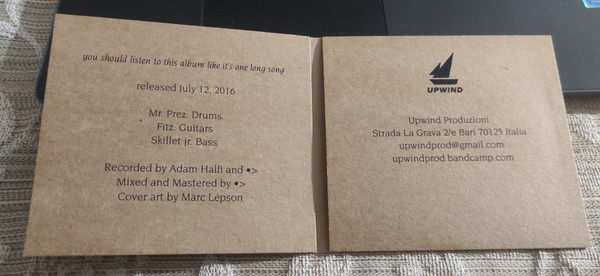 you should listen to this album like it's one long song
released July 12, 2016
Mr. Prez: Drums.
Fitz: Guitars
Skillet jr. Bass
Recorded by Adam Halfi and •>
Mixed and Mastered by •>
Cover art by Marc Lepson
UPWIND
Upwind Produzioni
Strada La Grava 2/e Bari 70125 Italia
upwindprod@gmail.com
upwindprod.bandcamp.com